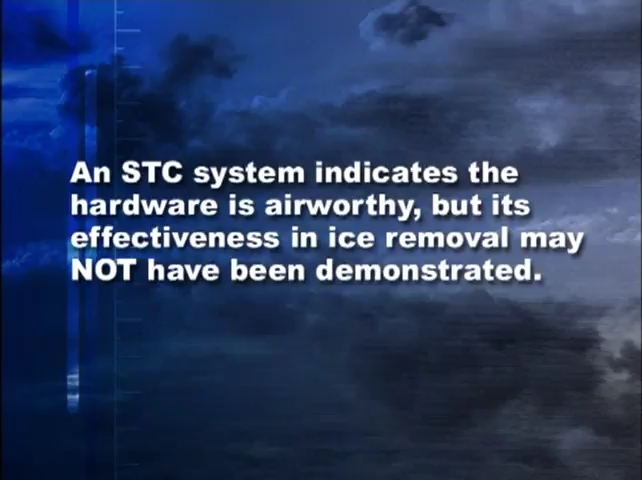 An STC system indicates the
hardware is airworthy, but its
effectiveness in ice removal may
NOT have been demonstrated.